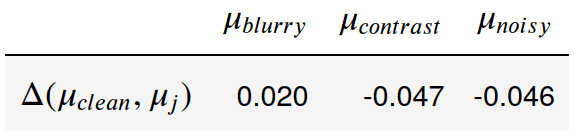 μblurry μcontrast μnoisy
Δ(μclean, μj) 0.020 -0.047 -0.046